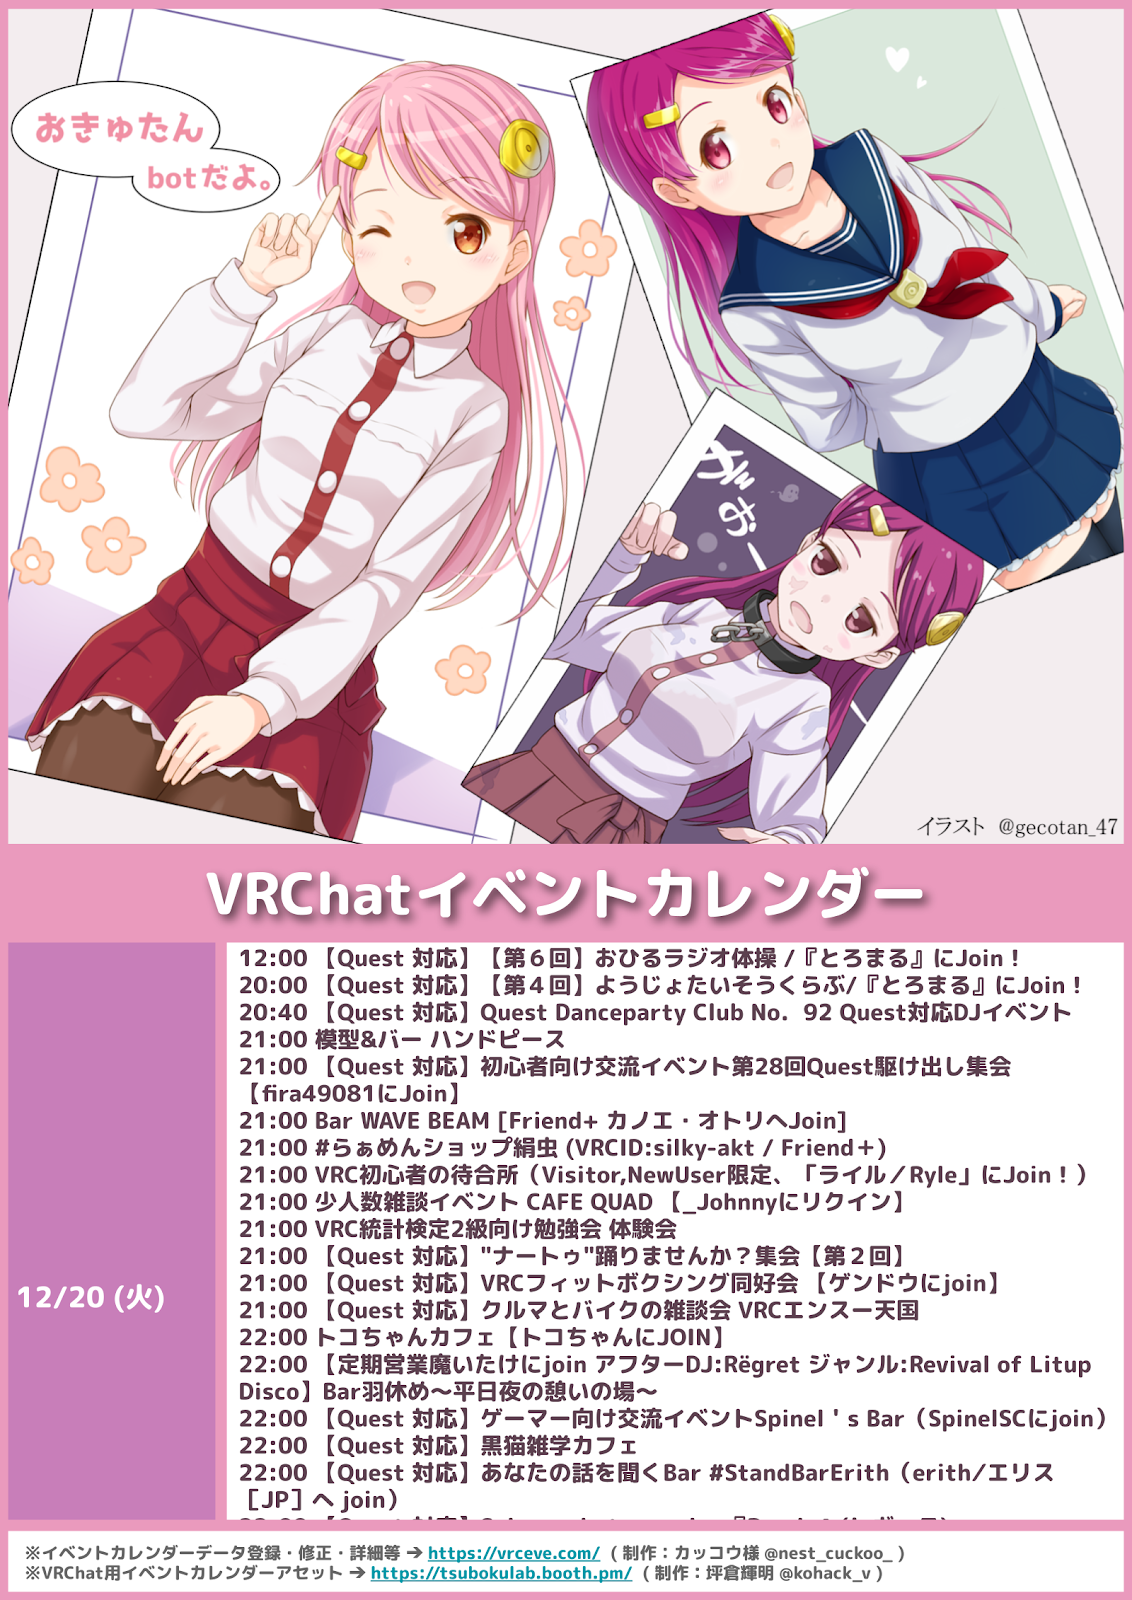 おきゅたん
botだよ。
がおー
イラスト @gecotan_47
VRChatイベントカレンダー
12/20 (火)
12:00 【Quest 対応】【第６回】おひるラジオ体操 /『とろまる』にJoin！
20:00 【Quest 対応】【第４回】ようじょたいそうくらぶ/『とろまる』にJoin！
20:40 【Quest 対応】Quest Danceparty Club No. 92 Quest対応DJイベント
21:00 模型&バー ハンドピース
21:00 【Quest 対応】初心者向け交流イベント第28回Quest駆け出し集会
【fira49081にJoin】
21:00 Bar WAVE BEAM [Friend+ カノエ・オトリへJoin]
21:00 #らぁめんショップ絹虫 (VRCID:silky-akt / Friend＋)
21:00 VRC初心者の待合所（Visitor,NewUser限定、「ライル／Ryle」にJoin！）
21:00 少人数雑談イベント CAFE QUAD 【_Johnnyにリクイン】
21:00 VRC統計検定2級向け勉強会 体験会
21:00 【Quest 対応】"ナートゥ"踊りませんか？集会【第２回】
21:00 【Quest 対応】VRCフィットボクシング同好会 【ゲンドウにjoin】
21:00 【Quest 対応】クルマとバイクの雑談会 VRCエンスー天国
22:00 トコちゃんカフェ【トコちゃんにJOIN】
22:00 【定期営業魔いたけにjoin アフターDJ:Rëgret ジャンル:Revival of Litup
Disco】Bar羽休め～平日夜の憩いの場～
22:00 【Quest 対応】ゲーマー向け交流イベントSpinel ' s Bar（SpinelSCにjoin）
22:00 【Quest 対応】黒猫雑学カフェ
22:00 【Quest 対応】あなたの話を聞くBar #StandBarErith（erith/エリス
［JP］へ join）
※イベントカレンダーデータ登録・修正・詳細等 ➔ https://vrceve.com/ ( 制作：カッコウ様 @nest_cuckoo_ )
※VRChat用イベントカレンダーアセット ➔ https://tsubokulab.booth.pm/ ( 制作：坪倉輝明 @kohack_v )